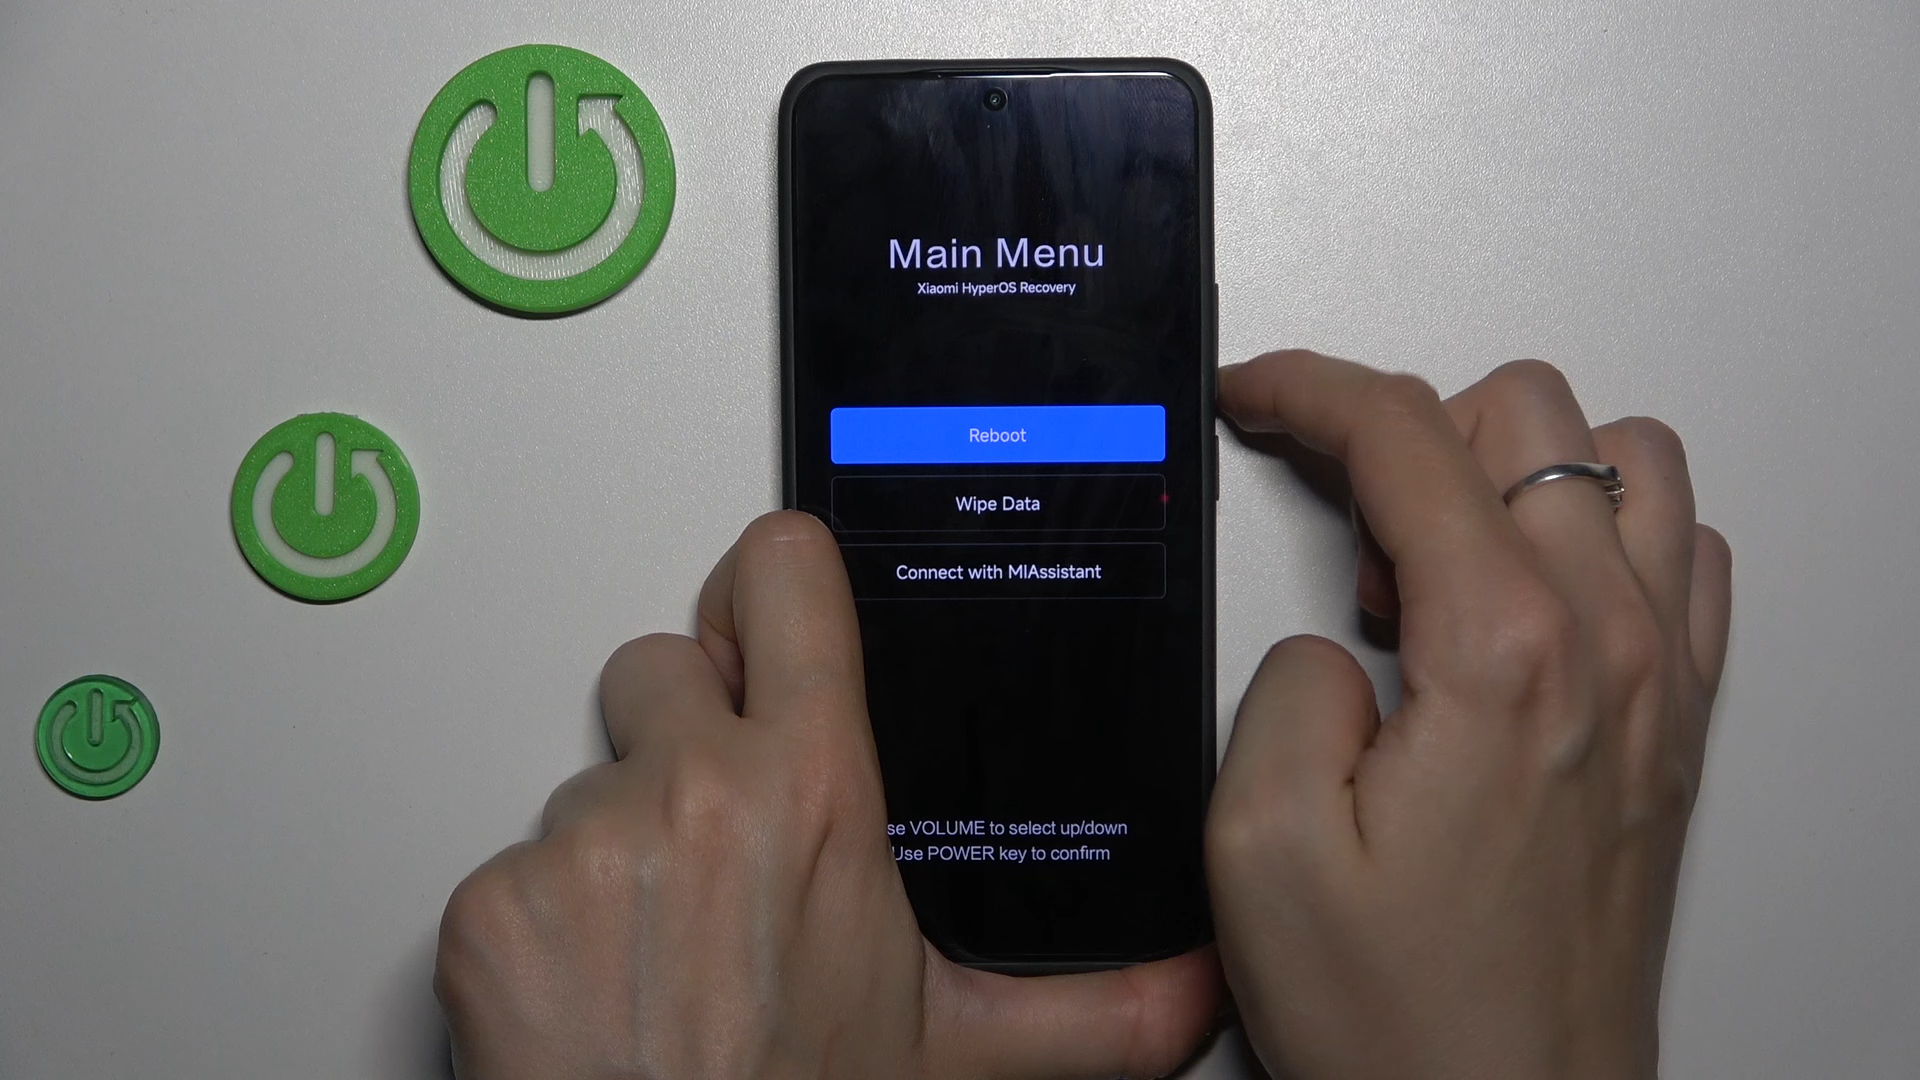 Main Menu
Xiaomi HyperOS Recovery
Reboot
Wipe Data
Connect with MIAssistant
se VOLUME to select up/down
Use POWER key to confirm